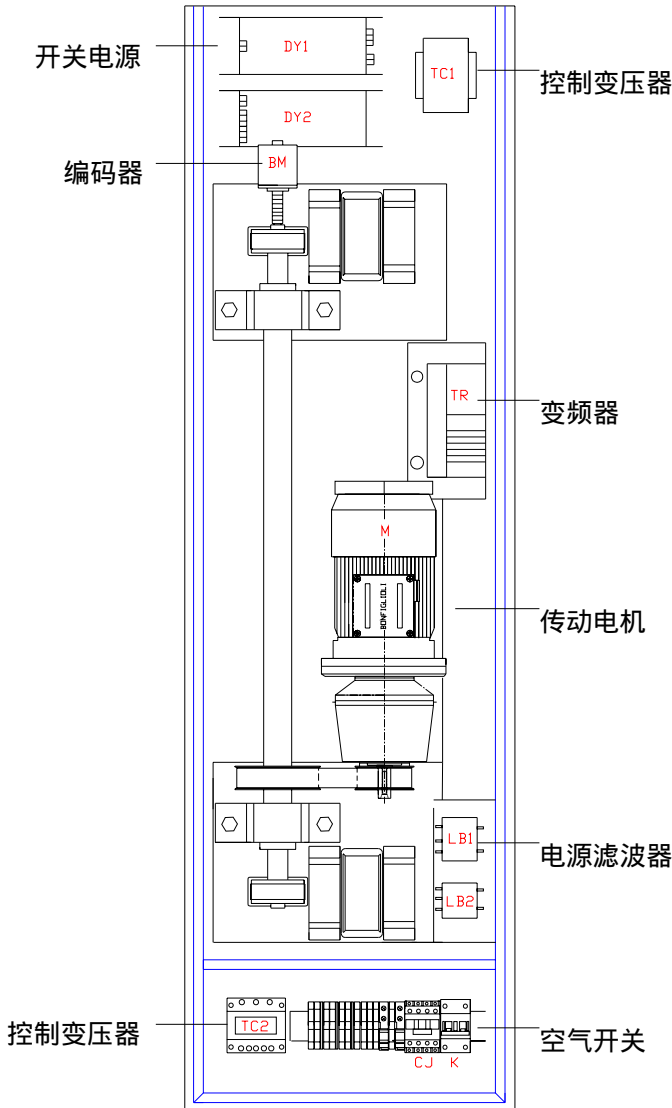 开关电源
DY1
TC1
控制变压器
DY2
编码器
BM
TR
变频器
M
BONFIGLIOLI
传动电机
LB1
电源滤波器
LB2
控制变压器
TC2
空气开关
CJ K